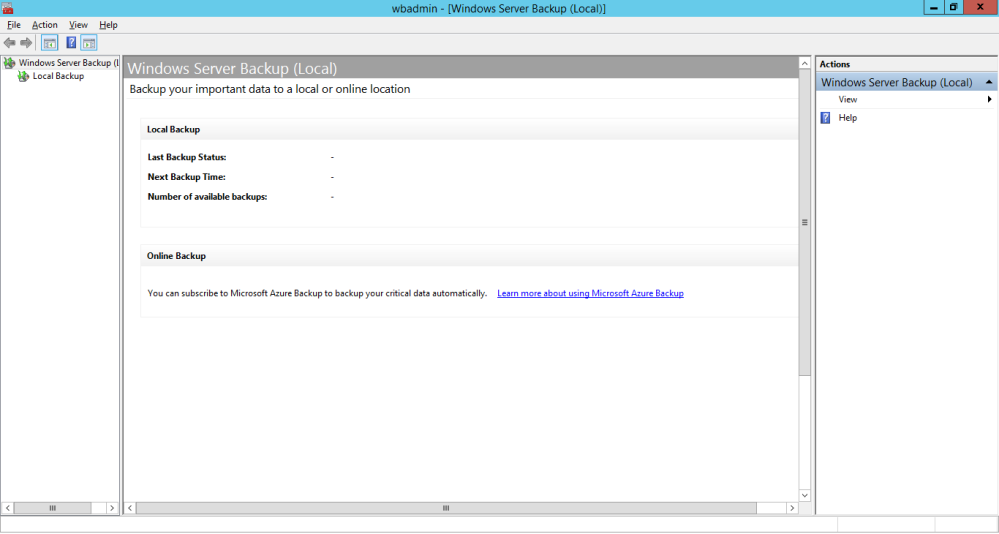 wbadmin - [Windows Server Backup (Local)]
File Action View Help
Windows Server Backup (L
Local Backup
Windows Server Backup (Local)
Backup your important data to a local or online location
Local Backup
Last Backup Status: -
Next Backup Time: -
Number of available backups: -
Online Backup
You can subscribe to Microsoft Azure Backup to backup your critical data automatically. Learn more about using Microsoft Azure Backup
Actions
Windows Server Backup (Local)
View
Help